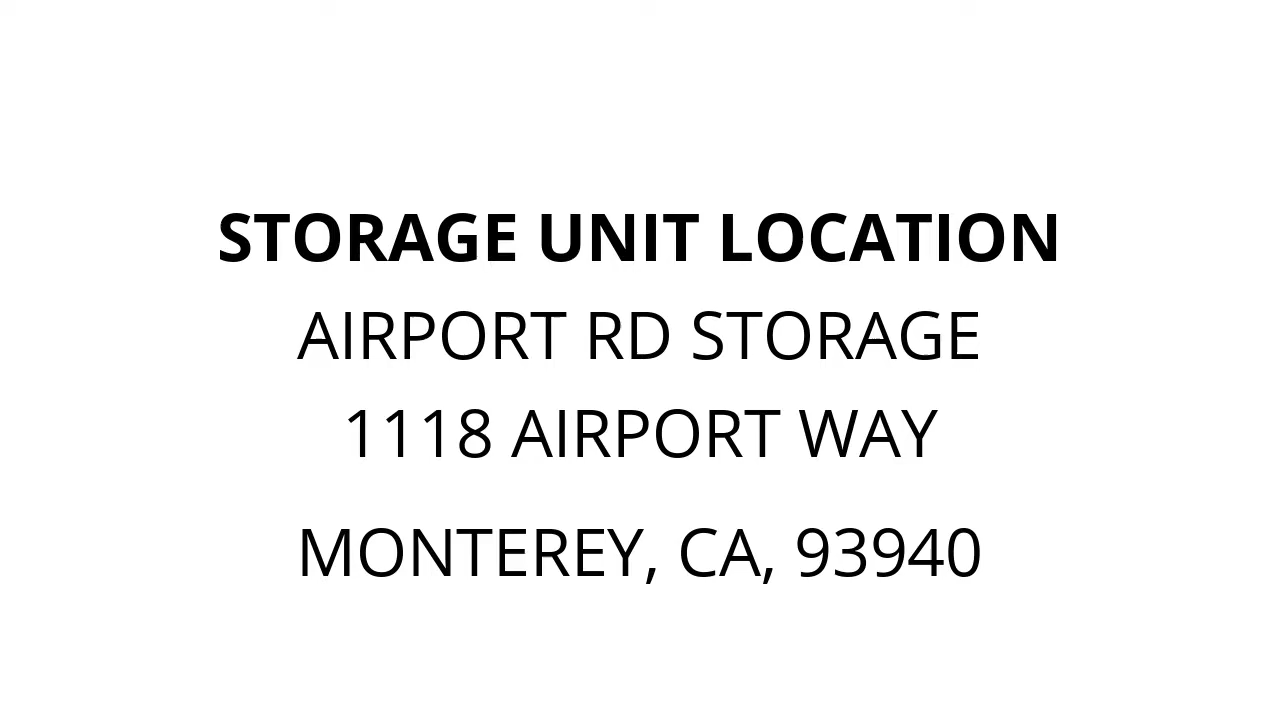 STORAGE UNIT LOCATION
AIRPORT RD STORAGE
1118 AIRPORT WAY
MONTEREY, CA, 93940